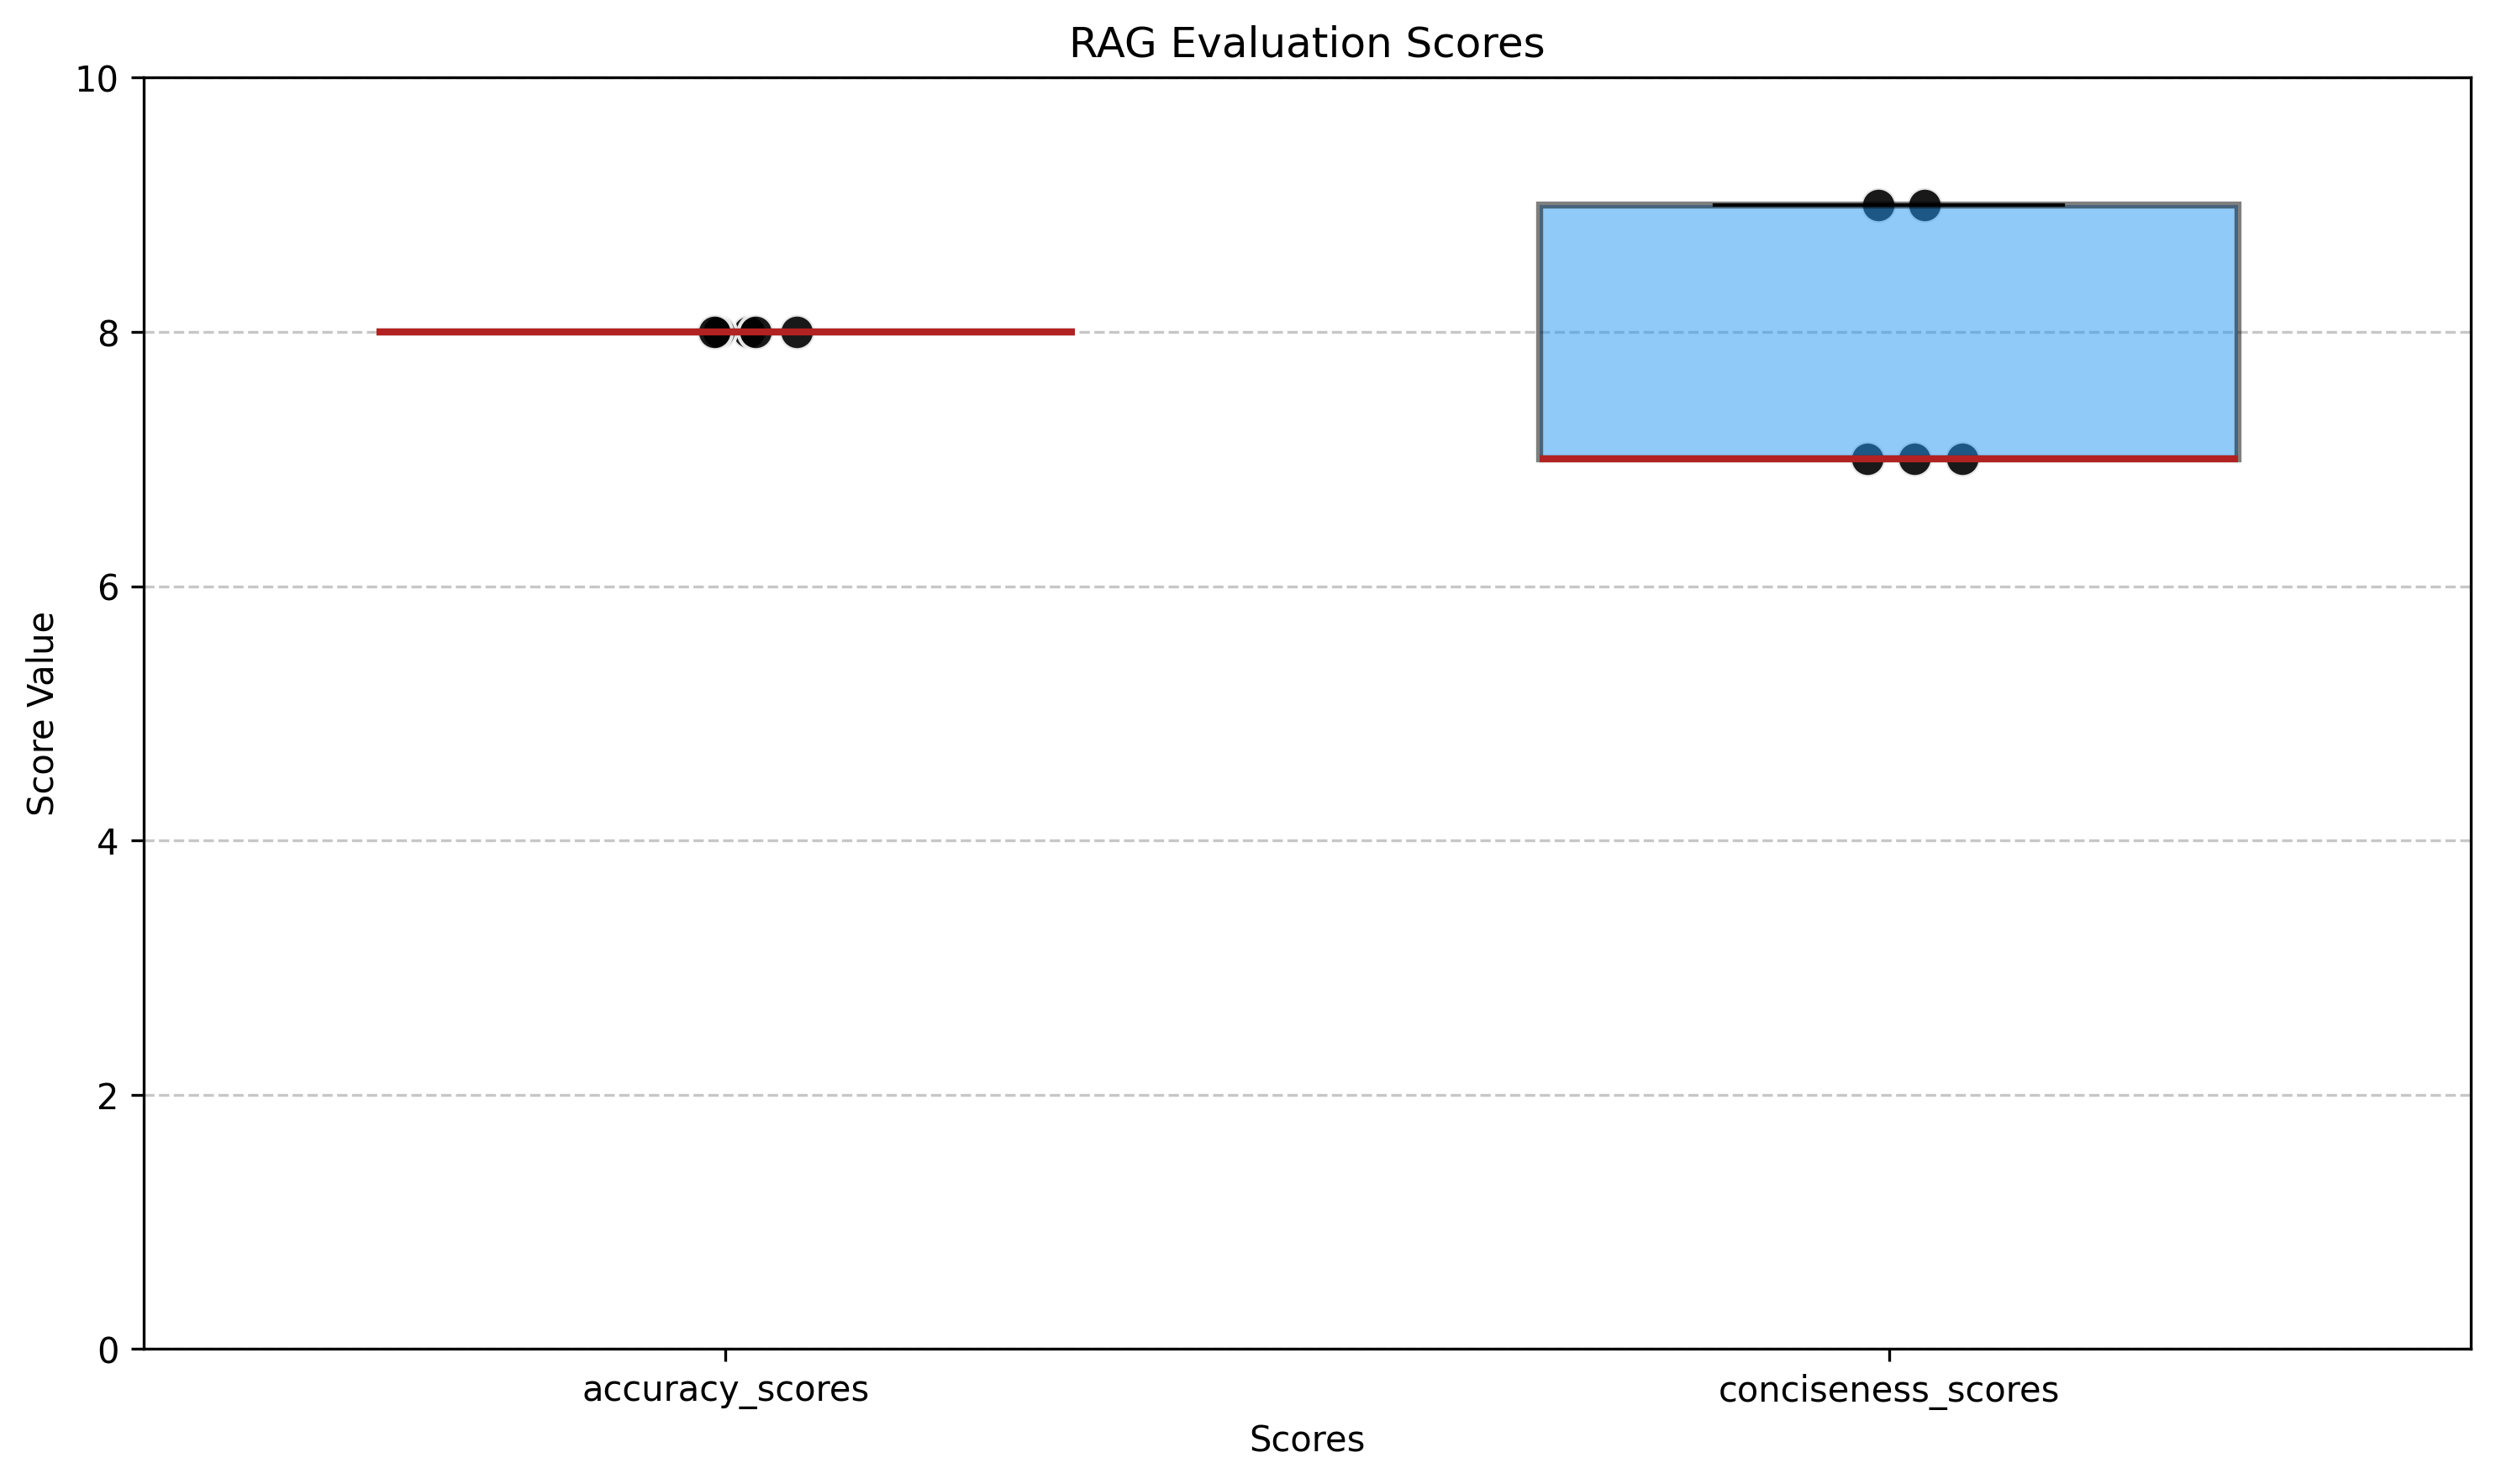 RAG Evaluation Scores
10
8
6
4
2
0
Score Value
accuracy_scores
conciseness_scores
Scores